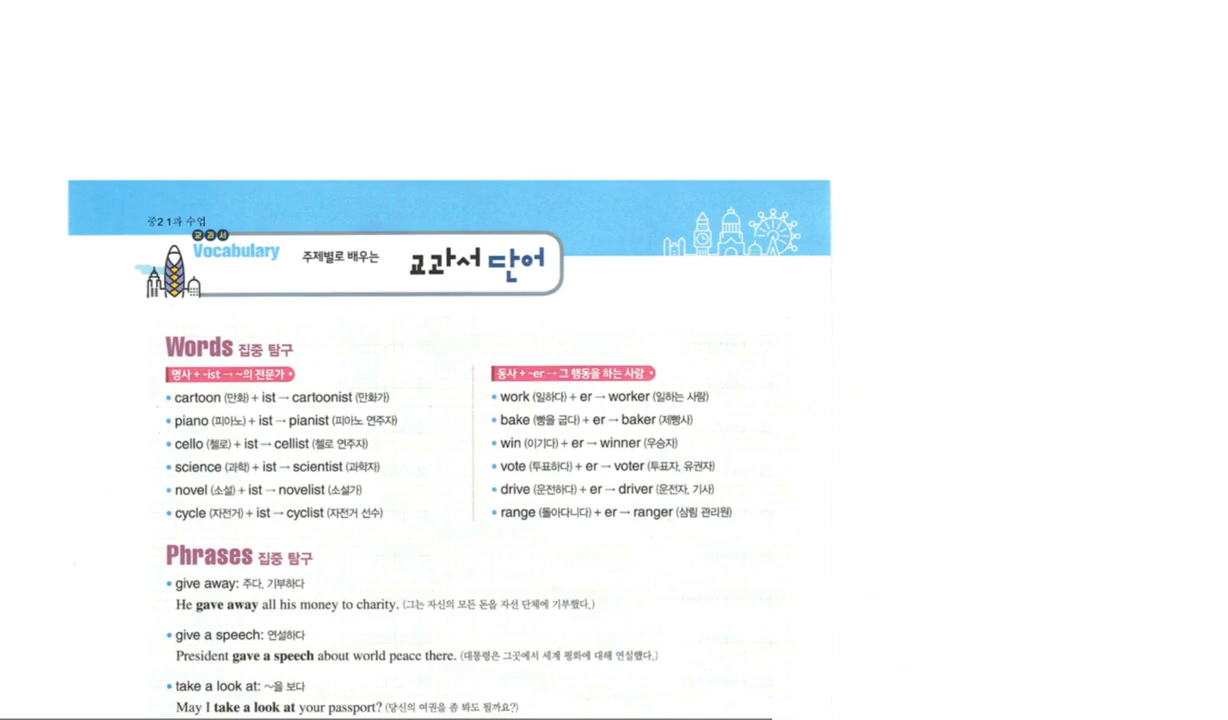 중2 1과 수업
교과서
Vocabulary 주제별로 배우는 교과서 단어
Words 집중 탐구
명사 + -ist → ~의 전문가
• cartoon (만화) + ist → cartoonist (만화가)
• piano (피아노) + ist → pianist (피아노 연주자)
• cello (첼로) + ist → cellist (첼로 연주자)
• science (과학) + ist → scientist (과학자)
• novel (소설) + ist → novelist (소설가)
• cycle (자전거) + ist → cyclist (자전거 선수)
동사 + -er → 그 행동을 하는 사람
• work (일하다) + er → worker (일하는 사람)
• bake (빵을 굽다) + er → baker (제빵사)
• win (이기다) + er → winner (우승자)
• vote (투표하다) + er → voter (투표자, 유권자)
• drive (운전하다) + er → driver (운전자, 기사)
• range (돌아다니다) + er → ranger (삼림 관리원)
Phrases 집중 탐구
• give away: 주다, 기부하다
He gave away all his money to charity. (그는 자신의 모든 돈을 자선 단체에 기부했다.)
• give a speech: 연설하다
President gave a speech about world peace there. (대통령은 그곳에서 세계 평화에 대해 연설했다.)
• take a look at: ~을 보다
May I take a look at your passport? (당신의 여권을 좀 봐도 될까요?)